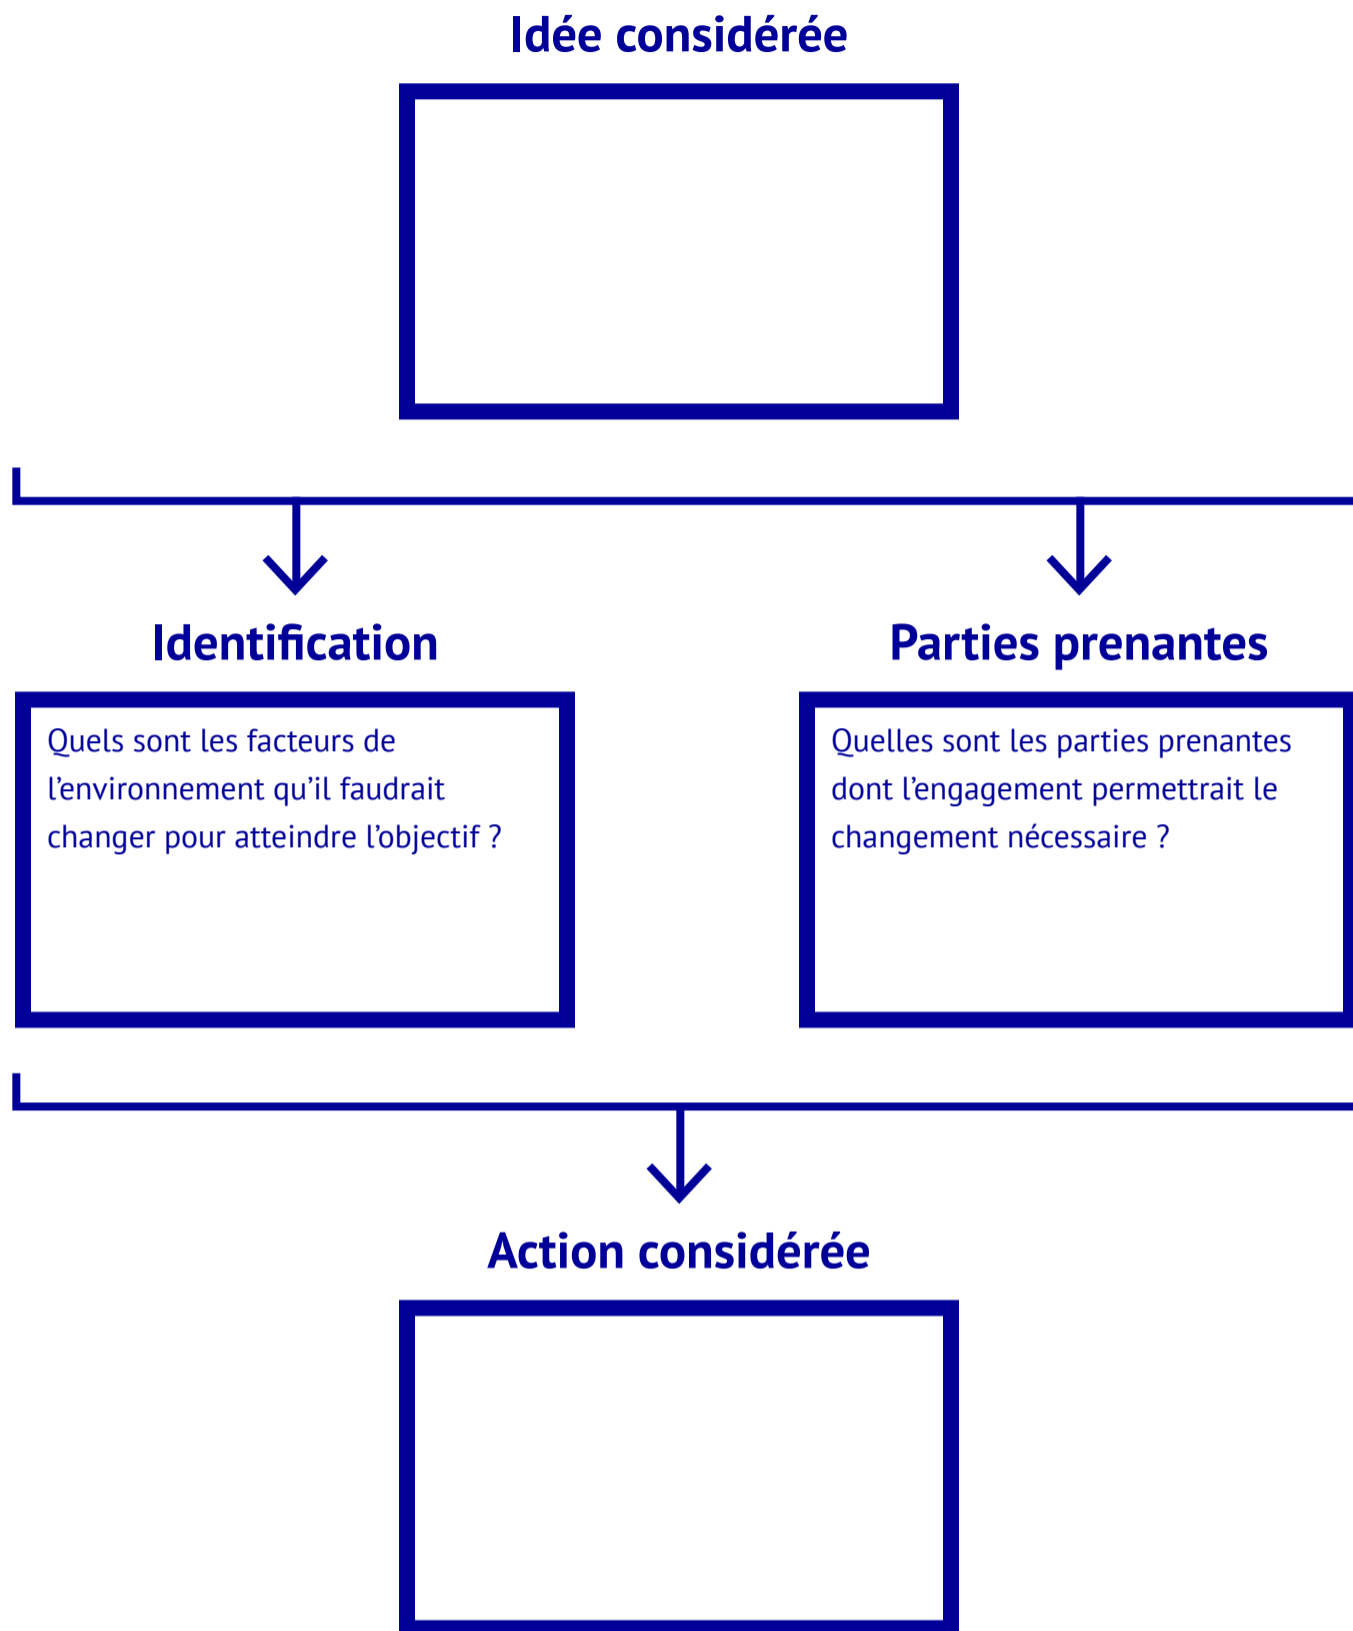 Idée considérée
Identification
Quels sont les facteurs de
l’environnement qu’il faudrait
changer pour atteindre l’objectif ?
Parties prenantes
Quelles sont les parties prenantes
dont l’engagement permettrait le
changement nécessaire ?
Action considérée